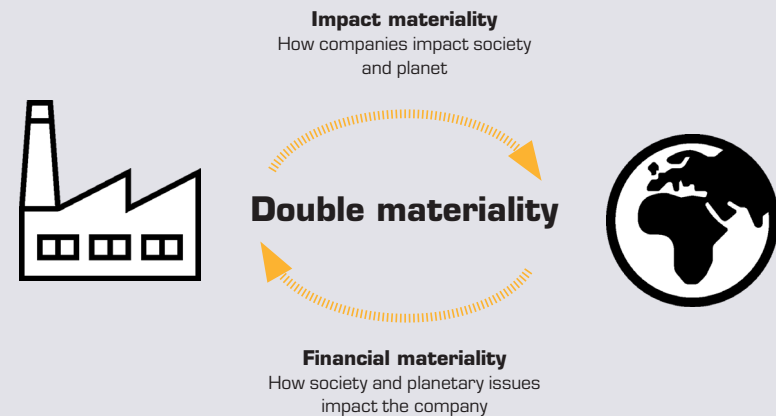 Impact materiality
How companies impact society
and planet
Double materiality
Financial materiality
How society and planetary issues
impact the company